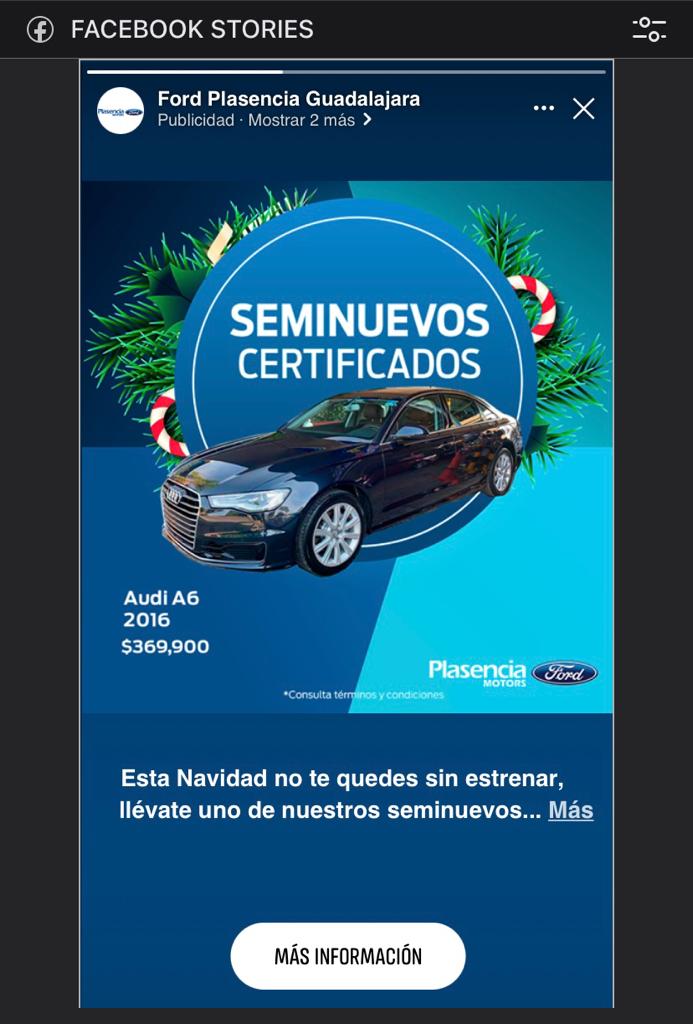 FACEBOOK STORIES
Ford Plasencia Guadalajara
Publicidad · Mostrar 2 más
SEMINUEVOS
CERTIFICADOS
Audi A6
2016
$369,900
Plasencia
MOTORS
Ford
*Consulta términos y condiciones
Esta Navidad no te quedes sin estrenar,
llévate uno de nuestros seminuevos... Más
MÁS INFORMACIÓN